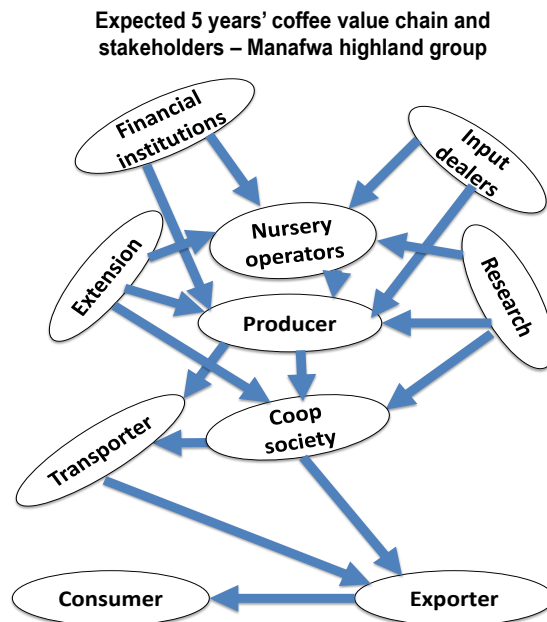 Expected 5 years’ coffee value chain and
stakeholders – Manafwa highland group
Financial
institutions
Input
dealers
Nursery
operators
Extension
Research
Producer
Coop
society
Transporter
Consumer
Exporter